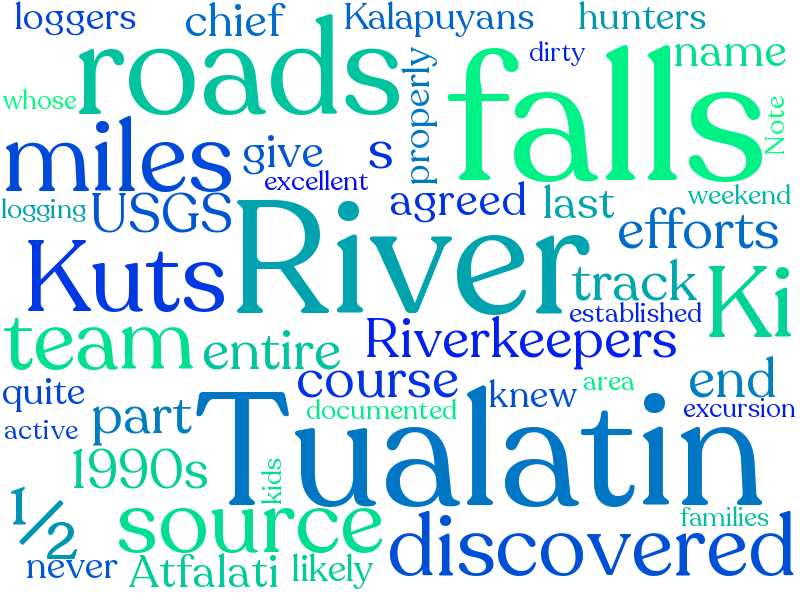 loggers chief Kalapuyans hunters
roads falls dirty name
whose properly Note
miles give s
excellent
logging USGS agreed last weekend
River efforts
Kuts track Ki
established
team entire Riverkeepers
quite course knew area end
active part documented excursion
Tualatin
1990s kids
½ source discovered families
never Atfalati likely